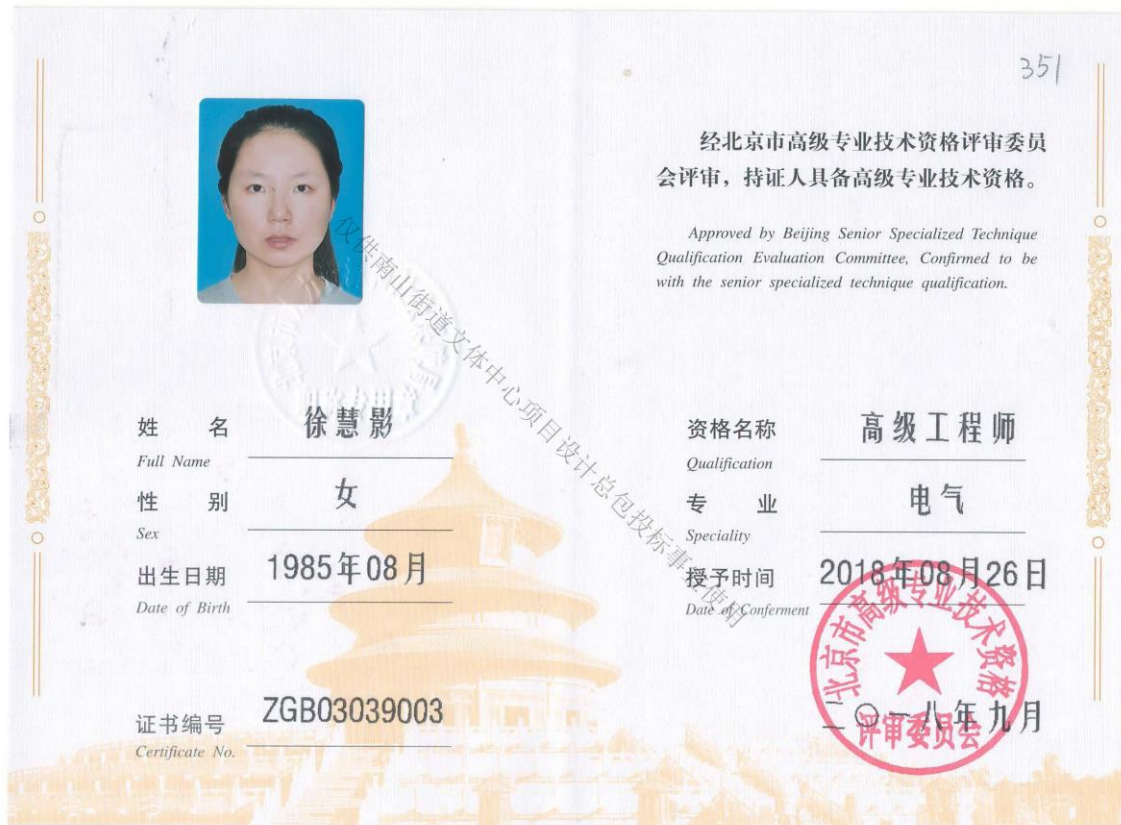 351
经北京市高级专业技术资格评审委员
会评审，持证人具备高级专业技术资格。
Approved by Beijing Senior Specialized Technique
Qualification Evaluation Committee, Confirmed to be
with the senior specialized technique qualification.
仅供南山街道文体中心项目设计总包投标事宜使用
姓 名 徐慧影
Full Name
性 别 女
Sex
出生日期 1985年08月
Date of Birth
证书编号 ZGB03039003
Certificate No.
资格名称 高级工程师
Qualification
专 业 电气
Speciality
授予时间 2018年08月26日
Date of Conferment
北京市高级专业技术资格
评审委员会
二〇一八年九月